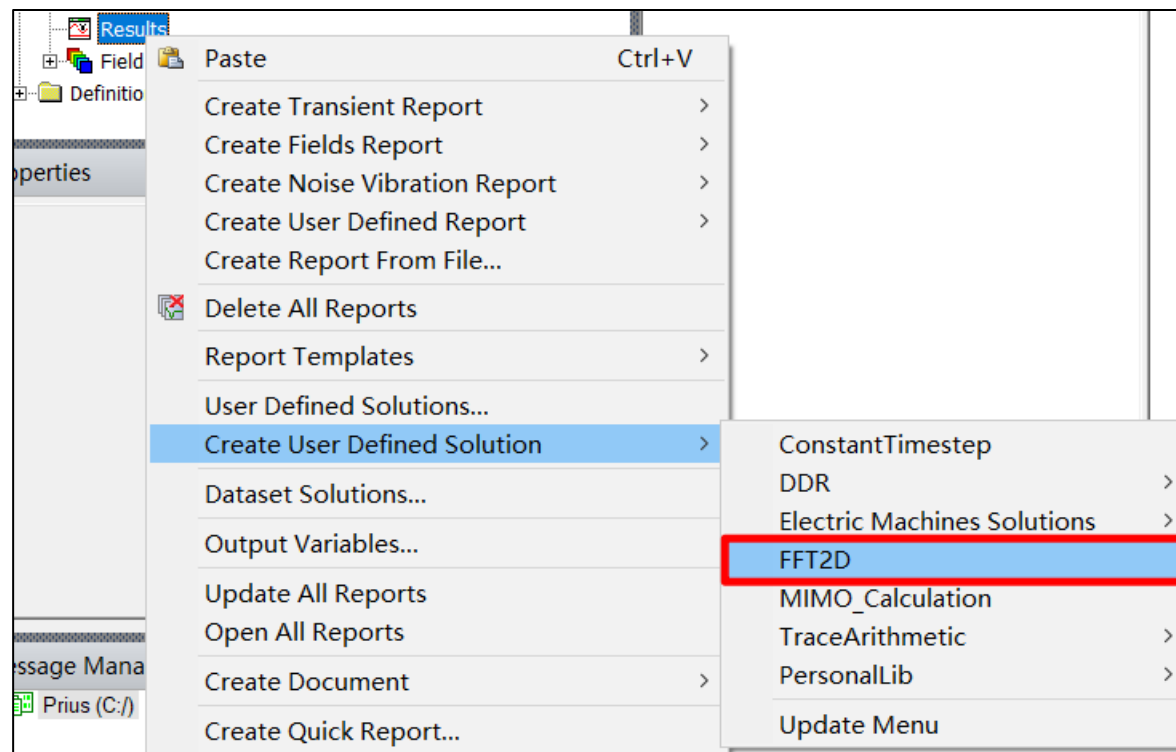 Results
Paste Ctrl+V
Field
Definitio
Create Transient Report
Create Fields Report
perties
Create Noise Vibration Report
Create User Defined Report
Create Report From File...
Delete All Reports
Report Templates
User Defined Solutions...
Create User Defined Solution
ConstantTimestep
Dataset Solutions...
DDR
Electric Machines Solutions
Output Variables...
FFT2D
Update All Reports
MIMO_Calculation
Open All Reports
TraceArithmetic
essage Mana
Create Document
PersonalLib
Prius (C:/)
Create Quick Report...
Update Menu